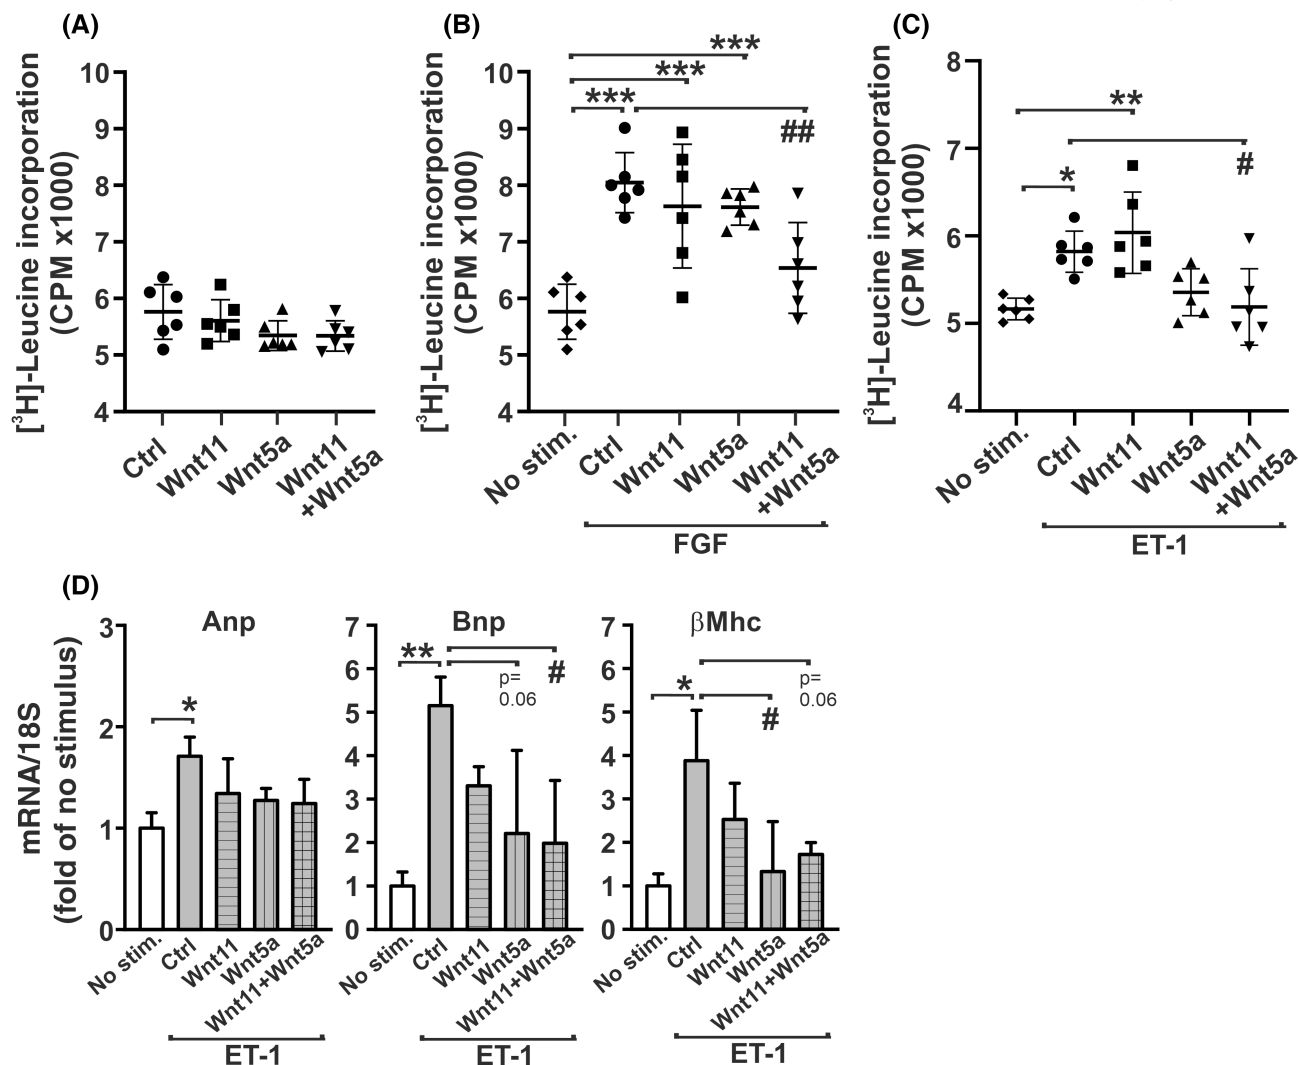 (A)
[³H]-Leucine incorporation
(CPM x1000)
10
9
8
7
6
5
4
Ctrl
Wnt11
Wnt5a
Wnt11
+Wnt5a
(B)
[³H]-Leucine incorporation
(CPM x1000)
10
9
8
7
6
5
4
***
***
***
##
No stim.
Ctrl
Wnt11
Wnt5a
Wnt11
+Wnt5a
FGF
(C)
[³H]-Leucine incorporation
(CPM x1000)
8
7
6
5
4
**
#
*
No stim.
Ctrl
Wnt11
Wnt5a
Wnt11
+Wnt5a
ET-1
(D)
mRNA/18S
(fold of no stimulus)
Anp
3
2
1
0
*
No stim.
Ctrl
Wnt11
Wnt5a
Wnt11+Wnt5a
ET-1
Bnp
7
6
5
4
3
2
1
0
**
#
p=
0.06
No stim.
Ctrl
Wnt11
Wnt5a
Wnt11+Wnt5a
ET-1
βMhc
7
6
5
4
3
2
1
0
*
#
p=
0.06
No stim.
Ctrl
Wnt11
Wnt5a
Wnt11+Wnt5a
ET-1